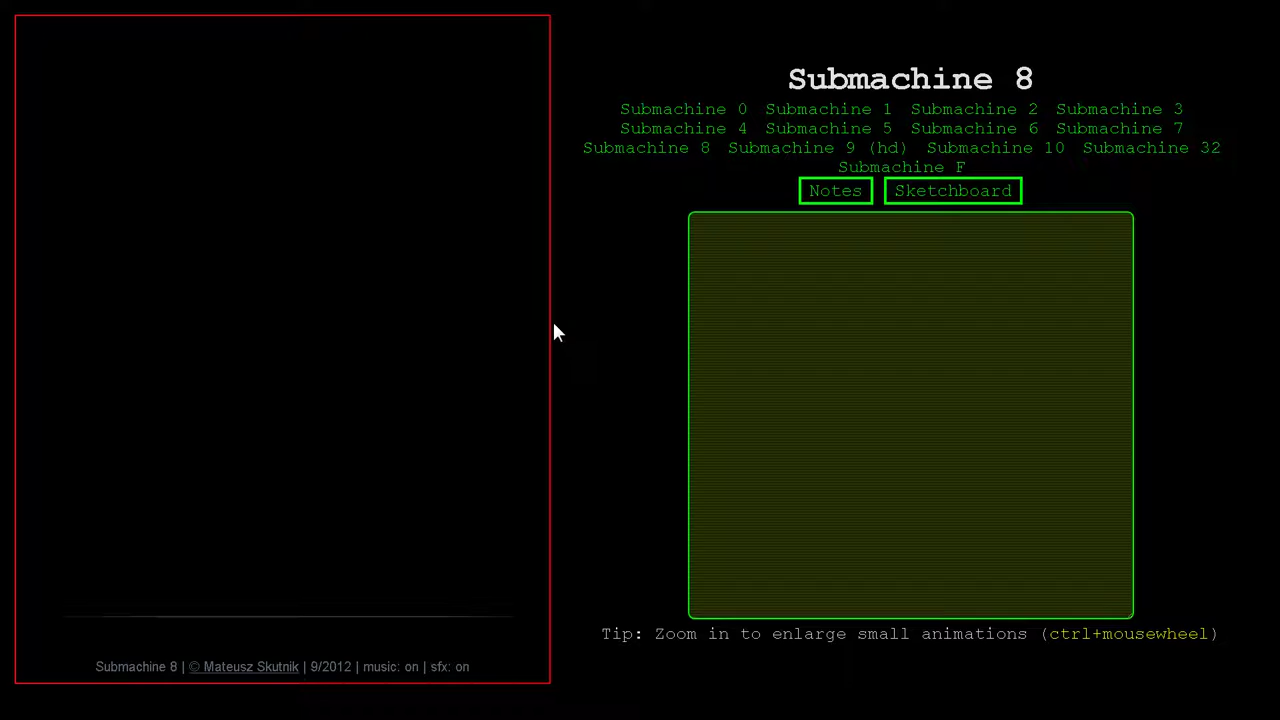 Submachine 8
Submachine 0 Submachine 1 Submachine 2 Submachine 3
Submachine 4 Submachine 5 Submachine 6 Submachine 7
Submachine 8 Submachine 9 (hd) Submachine 10 Submachine 32
Submachine F
Notes Sketchboard
Tip: Zoom in to enlarge small animations (ctrl+mousewheel)
Submachine 8 | © Mateusz Skutnik | 9/2012 | music: on | sfx: on